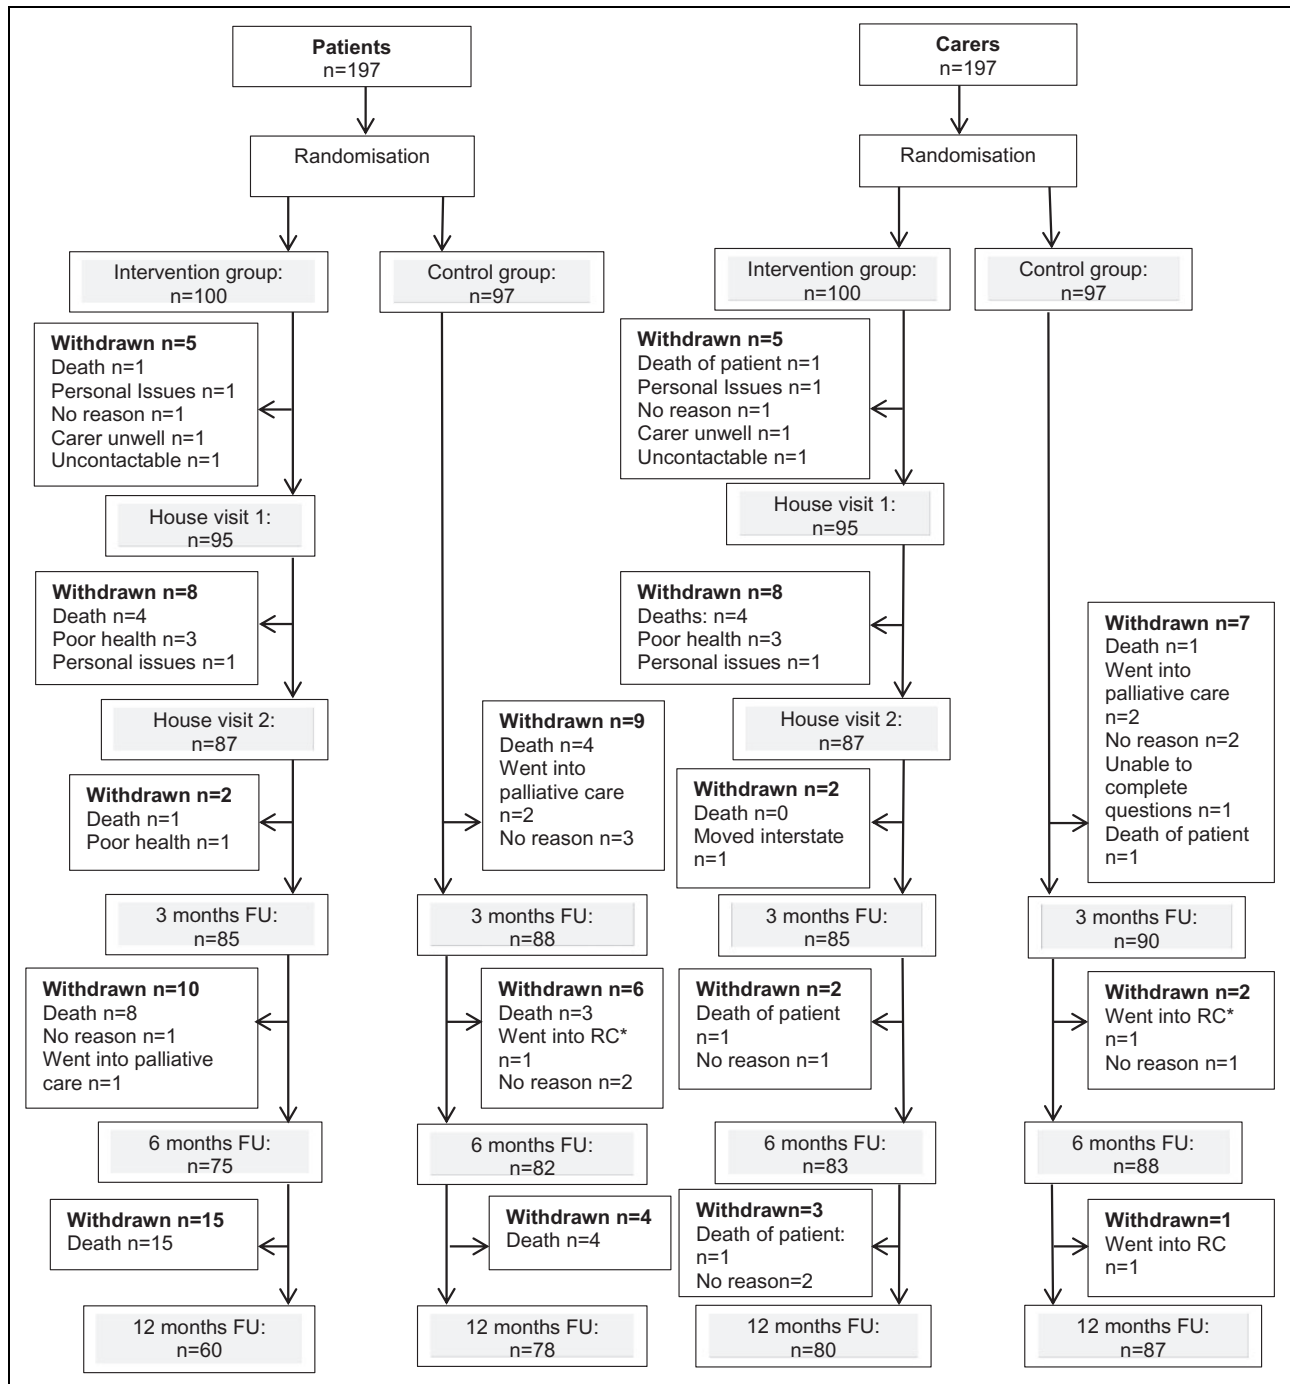 Patients
n=197
Carers
n=197
Randomisation
Randomisation
Intervention group:
n=100
Control group:
n=97
Intervention group:
n=100
Control group:
n=97
Withdrawn n=5
Death n=1
Personal Issues n=1
No reason n=1
Carer unwell n=1
Uncontactable n=1
Withdrawn n=5
Death of patient n=1
Personal Issues n=1
No reason n=1
Carer unwell n=1
Uncontactable n=1
House visit 1:
n=95
House visit 1:
n=95
Withdrawn n=8
Death n=4
Poor health n=3
Personal issues n=1
Withdrawn n=8
Deaths: n=4
Poor health n=3
Personal issues n=1
Withdrawn n=7
Death n=1
Went into
palliative care
n=2
No reason n=2
Unable to
complete
questions n=1
Death of patient
n=1
House visit 2:
n=87
Withdrawn n=9
Death n=4
Went into
palliative care
n=2
No reason n=3
House visit 2:
n=87
Withdrawn n=2
Death n=1
Poor health n=1
Withdrawn n=2
Death n=0
Moved interstate
n=1
3 months FU:
n=85
3 months FU:
n=88
3 months FU:
n=85
3 months FU:
n=90
Withdrawn n=10
Death n=8
No reason n=1
Went into palliative
care n=1
Withdrawn n=6
Death n=3
Went into RC*
n=1
No reason n=2
Withdrawn n=2
Death of patient
n=1
No reason n=1
Withdrawn n=2
Went into RC*
n=1
No reason n=1
6 months FU:
n=75
6 months FU:
n=82
6 months FU:
n=83
6 months FU:
n=88
Withdrawn n=15
Death n=15
Withdrawn n=4
Death n=4
Withdrawn=3
Death of patient:
n=1
No reason=2
Withdrawn=1
Went into RC
n=1
12 months FU:
n=60
12 months FU:
n=78
12 months FU:
n=80
12 months FU:
n=87